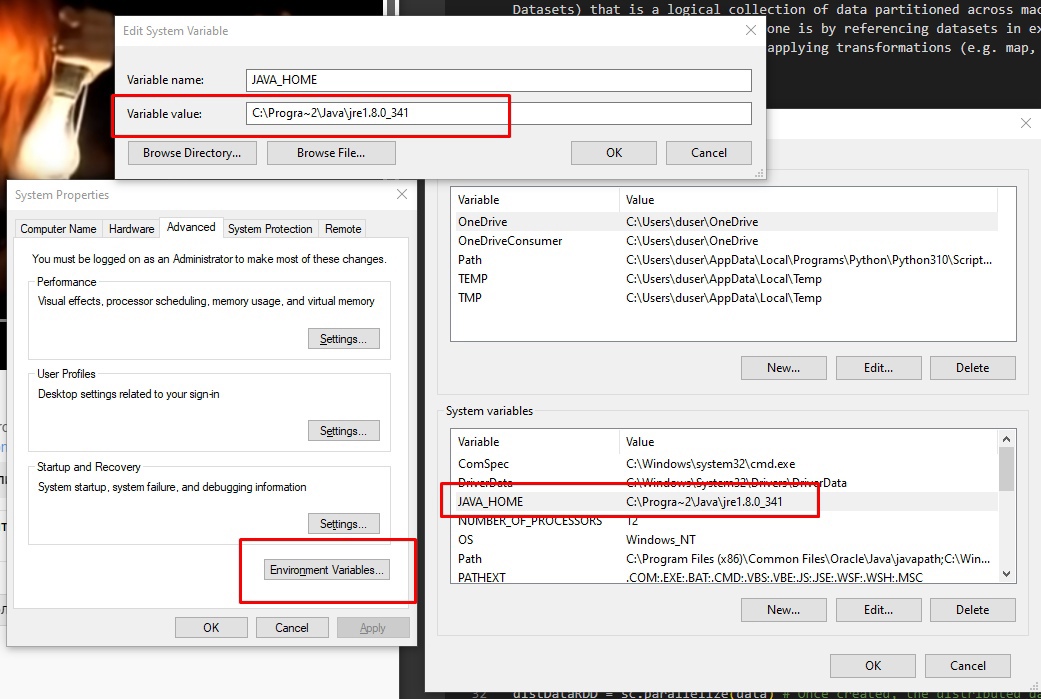 Datasets) that is a logical collection of data partitioned across
one is by referencing datasets in
applying transformations (e.g. map,
Edit System Variable
Variable name:
JAVA_HOME
Variable value:
C:\Progra~2\Java\jre1.8.0_341
Browse Directory...
Browse File...
OK
Cancel
System Properties
Computer Name
Hardware
Advanced
System Protection
Remote
You must be logged on as an Administrator to make most of these changes.
Performance
Visual effects, processor scheduling, memory usage, and virtual memory
Settings...
User Profiles
Desktop settings related to your sign-in
Settings...
Startup and Recovery
System startup, system failure, and debugging information
Settings...
Environment Variables...
OK
Cancel
Apply
Variable Value
OneDrive C:\Users\duser\OneDrive
OneDriveConsumer C:\Users\duser\OneDrive
Path C:\Users\duser\AppData\Local\Programs\Python\Python310\Script...
TEMP C:\Users\duser\AppData\Local\Temp
TMP C:\Users\duser\AppData\Local\Temp
New...
Edit...
Delete
System variables
Variable Value
ComSpec C:\Windows\system32\cmd.exe
DriverData C:\Windows\System32\Drivers\DriverData
JAVA_HOME C:\Progra~2\Java\jre1.8.0_341
NUMBER_OF_PROCESSORS 12
OS Windows_NT
Path C:\Program Files (x86)\Common Files\Oracle\Java\javapath;C:\Win...
PATHEXT .COM;.EXE;.BAT;.CMD;.VBS;.VBE;.JS;.JSE;.WSF;.WSH;.MSC
New...
Edit...
Delete
OK
Cancel
32 distDataRDD = sc.parallelize(data) # Once created, the distributed